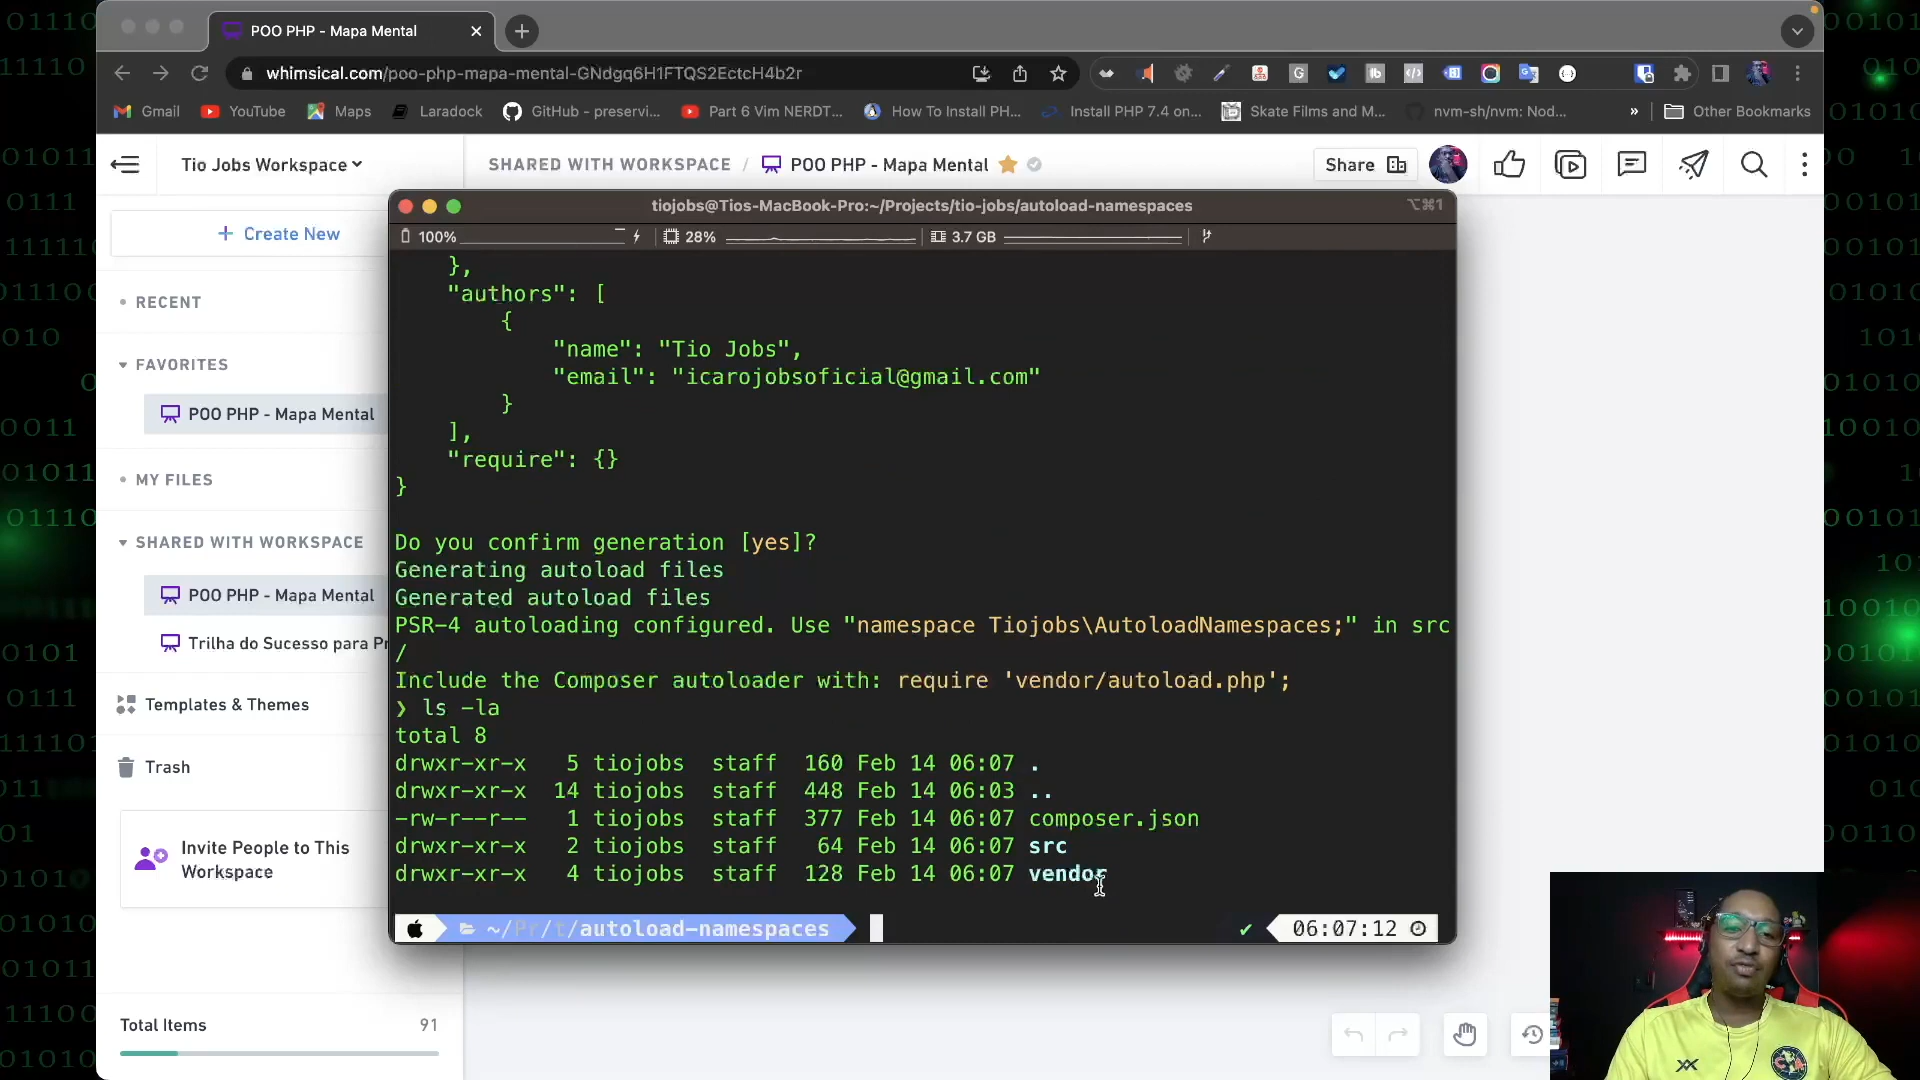 POO PHP - Mapa Mental
whimsical.com/poo-php-mapa-mental-GNdgq6H1FTQS2EctcH4b2r
Gmail
YouTube
Maps
Laradock
GitHub - preservi...
Part 6 Vim NERDT...
How To Install PH...
Install PHP 7.4 on...
Skate Films and M...
nvm-sh/nvm: Nod...
»
Other Bookmarks
Tio Jobs Workspace
SHARED WITH WORKSPACE / POO PHP - Mapa Mental
Share
+ Create New
RECENT
FAVORITES
POO PHP - Mapa Mental
MY FILES
SHARED WITH WORKSPACE
POO PHP - Mapa Mental
Trilha do Sucesso para Pr
Templates & Themes
Trash
Invite People to This
Workspace
Total Items 91
tiojobs@Tios-MacBook-Pro:~/Projects/tio-jobs/autoload-namespaces
⌥⌘1
100% 28% 3.7 GB
},
"authors": [
{
"name": "Tio Jobs",
"email": "icarojobsoficial@gmail.com"
}
],
"require": {}
}
Do you confirm generation [yes]?
Generating autoload files
Generated autoload files
PSR-4 autoloading configured. Use "namespace Tiojobs\AutoloadNamespaces;" in src
/
Include the Composer autoloader with: require 'vendor/autoload.php';
❯ ls -la
total 8
drwxr-xr-x 5 tiojobs staff 160 Feb 14 06:07 .
drwxr-xr-x 14 tiojobs staff 448 Feb 14 06:03 ..
-rw-r--r-- 1 tiojobs staff 377 Feb 14 06:07 composer.json
drwxr-xr-x 2 tiojobs staff 64 Feb 14 06:07 src
drwxr-xr-x 4 tiojobs staff 128 Feb 14 06:07 vendor
~/Pr/t/autoload-namespaces
✔ 06:07:12